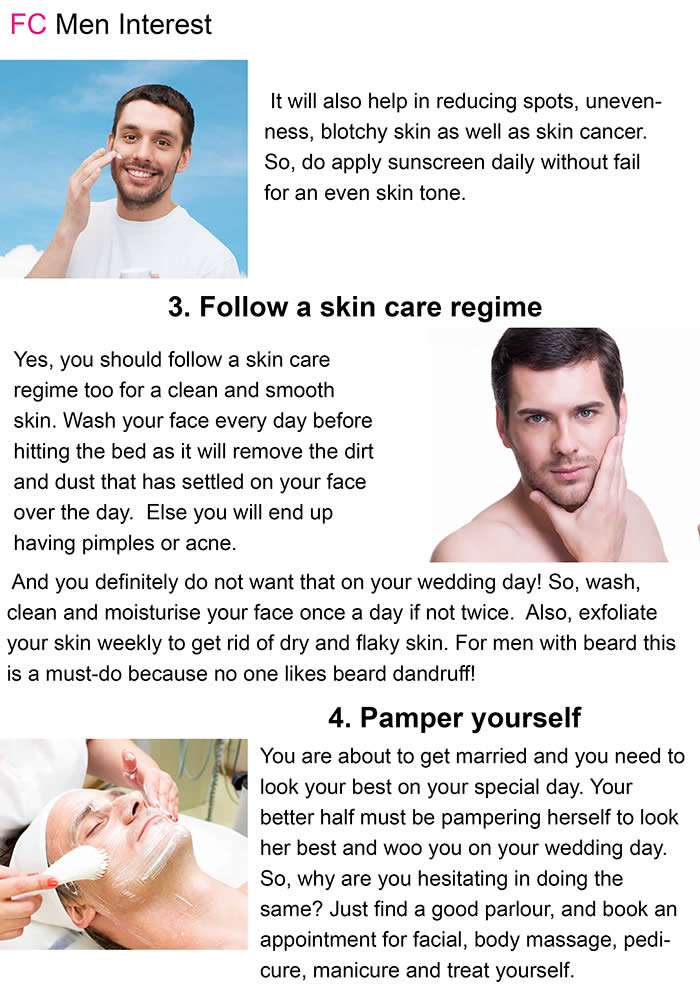 FC Men Interest
It will also help in reducing spots, uneven-
ness, blotchy skin as well as skin cancer.
So, do apply sunscreen daily without fail
for an even skin tone.
3. Follow a skin care regime
Yes, you should follow a skin care
regime too for a clean and smooth
skin. Wash your face every day before
hitting the bed as it will remove the dirt
and dust that has settled on your face
over the day.  Else you will end up
having pimples or acne.
And you definitely do not want that on your wedding day! So, wash,
clean and moisturise your face once a day if not twice.  Also, exfoliate
your skin weekly to get rid of dry and flaky skin. For men with beard this
is a must-do because no one likes beard dandruff!
4. Pamper yourself
You are about to get married and you need to
look your best on your special day. Your
better half must be pampering herself to look
her best and woo you on your wedding day.
So, why are you hesitating in doing the
same? Just find a good parlour, and book an
appointment for facial, body massage, pedi-
cure, manicure and treat yourself.